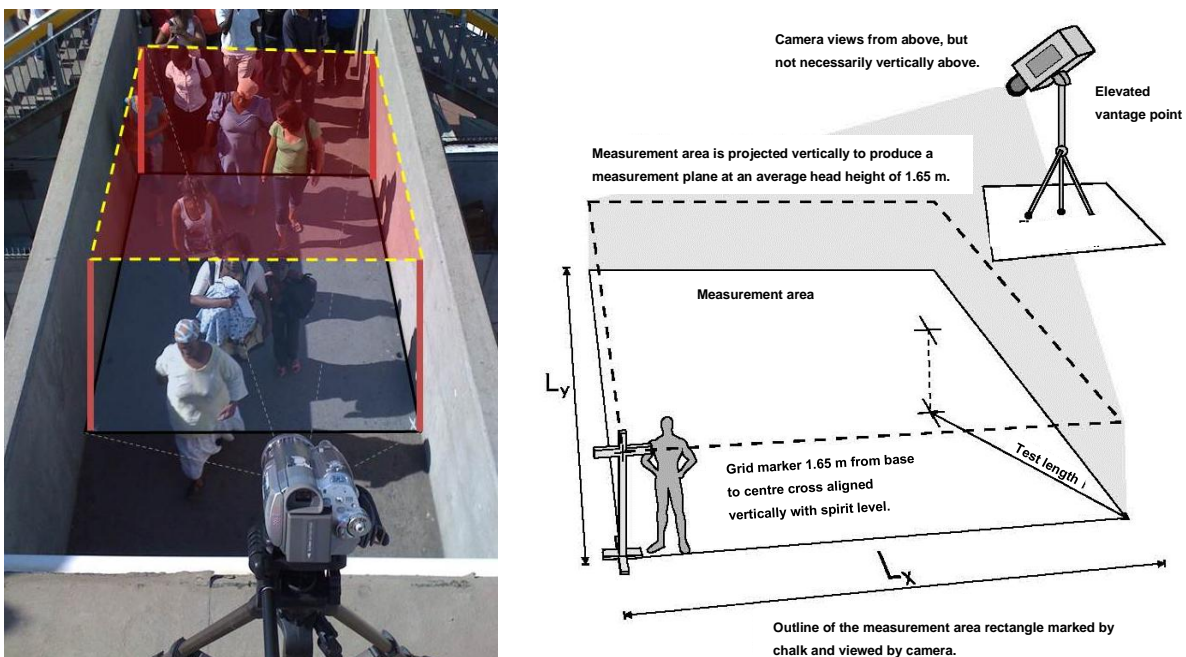 Camera views from above, but
not necessarily vertically above.
Elevated
vantage point
Measurement area is projected vertically to produce a
measurement plane at an average head height of 1.65 m.
Measurement area
Ly
Grid marker 1.65 m from base
to centre cross aligned
vertically with spirit level.
Test length
Lx
Outline of the measurement area rectangle marked by
chalk and viewed by camera.